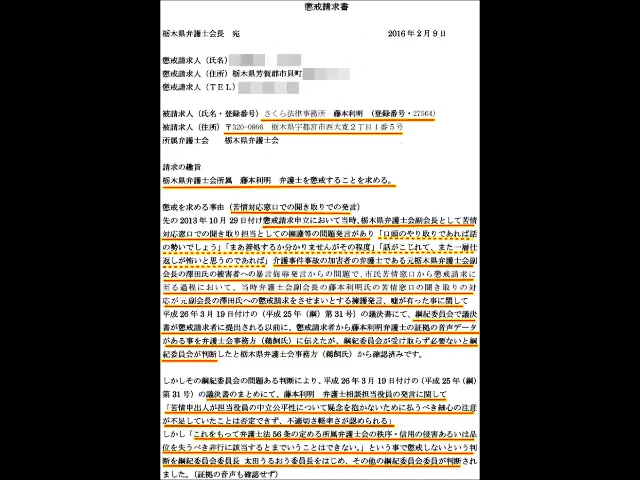 懲戒請求書
栃木県弁護士会長　宛　　2016年2月9日
懲戒請求人（氏名）
懲戒請求人（住所）栃木県芳賀郡市貝町
懲戒請求人（TEL）
被請求人（氏名・登録番号）さくら法律事務所　藤本利明　（登録番号・27564）
被請求人（住所）〒320-0866　栃木県宇都宮市西大寛2丁目1番5号
所属弁護士会　　栃木県弁護士会
請求の趣旨
栃木県弁護士会所属　藤本利明　弁護士を懲戒することを求める。
懲戒を求める事由（苦情対応窓口での聞き取りでの発言）
先の2013年10月29日付け懲戒請求申立において当時、栃木県弁護士会副会長として苦情
対応窓口での聞き取り担当としての擁護等の問題発言があり「口頭のやり取りであれば話
の勢いでしょう」「まあ善処するか分かりませんがその程度」「話がこじれて、また一層仕
返しが怖いと思うのであれば」介護事件事故の加害者の弁護士である元栃木県弁護士会副
会長の澤田氏の被害者への暴言侮辱発言からの問題で、市民苦情窓口から懲戒請求に
至る過程において、当時弁護士会副会長の藤本利明氏の苦情窓口の聞き取りの対
応が元副会長の澤田氏への懲戒請求をさせまいとする擁護発言、嘘が有った事に関して
平成26年3月19日付けの（平成25年（綱）第31号）の議決書にて、綱紀委員会で議決
書が懲戒請求者に提出される以前に、懲戒請求者から藤本利明弁護士の証拠の音声データ
がある事を弁護士会事務方（鵜飼氏）に伝えたが、綱紀委員会が受け取らず必要ないと綱
紀委員会が判断したと栃木県弁護士会事務方（鵜飼氏）から確認済みです。
しかしその綱紀委員会の問題ある判断により、平成26年3月19日付けの（平成25年（綱）
第31号）の議決書のまとめにて、藤本利明　弁護士相談担当役員の発言に関して
「苦情申出人が担当役員の中立公平性について疑念を抱かないために払うべき細心の注意
が不足していたことは否定できず、不適切さ軽率さが認められる」
しかし「これをもって弁護士法56条の定める所属弁護士会の秩序・信用の侵害あるいは品
位を失うべき非行に該当するとまでいうことはできない。」という事で懲戒しないという判
断を綱紀委員会委員長　太田うるおう委員長をはじめ、その他の綱紀委員会委員が判断され
ました。（証拠の音声も確認せず）